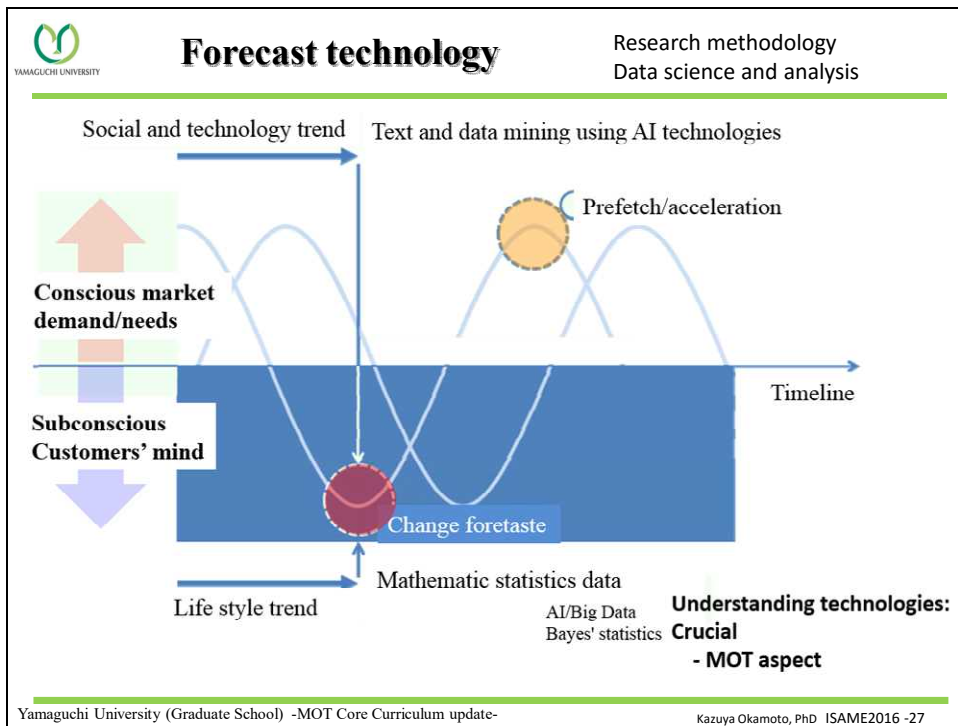 YAMAGUCHI UNIVERSITY
Forecast technology
Research methodology
Data science and analysis
Social and technology trend
Text and data mining using AI technologies
Prefetch/acceleration
Conscious market
demand/needs
Timeline
Subconscious
Customers' mind
Change foretaste
Mathematic statistics data
Life style trend
AI/Big Data
Bayes' statistics
Understanding technologies:
Crucial
- MOT aspect
Yamaguchi University (Graduate School) -MOT Core Curriculum update-
Kazuya Okamoto, PhD ISAME2016 -27